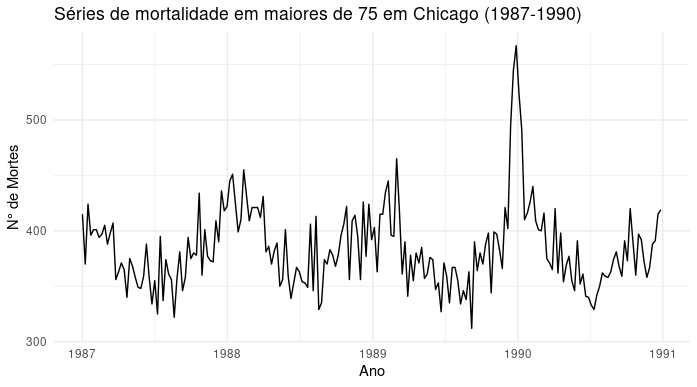 Séries de mortalidade em maiores de 75 em Chicago (1987-1990)
N° de Mortes
500
400
300
1987 1988 1989 1990 1991
Ano